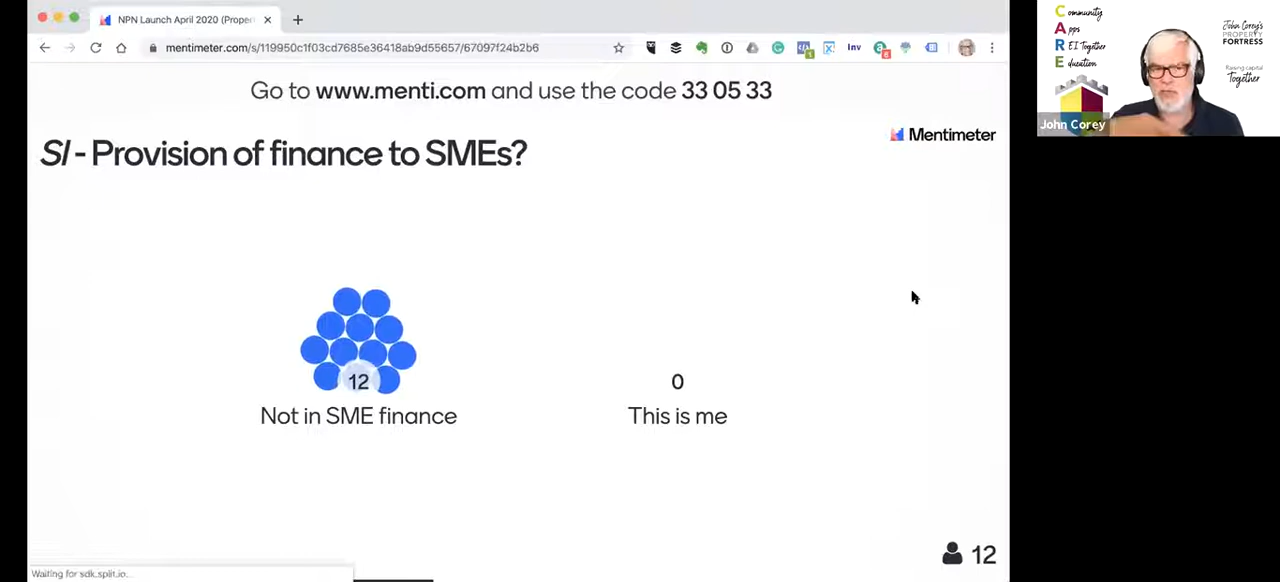 NPN Launch April 2020 (Proper
mentimeter.com/s/119950c1f03cd7685e36418ab9d55657/67097f24b2b6
Inv
Go to www.menti.com and use the code 33 05 33
Mentimeter
SI - Provision of finance to SMEs?
12
0
Not in SME finance
This is me
12
Waiting for sdk.split.io...
Community
Apps
REI Together
Education
John Corey's
PROPERTY
FORTRESS
Raising capital
Together
John Corey